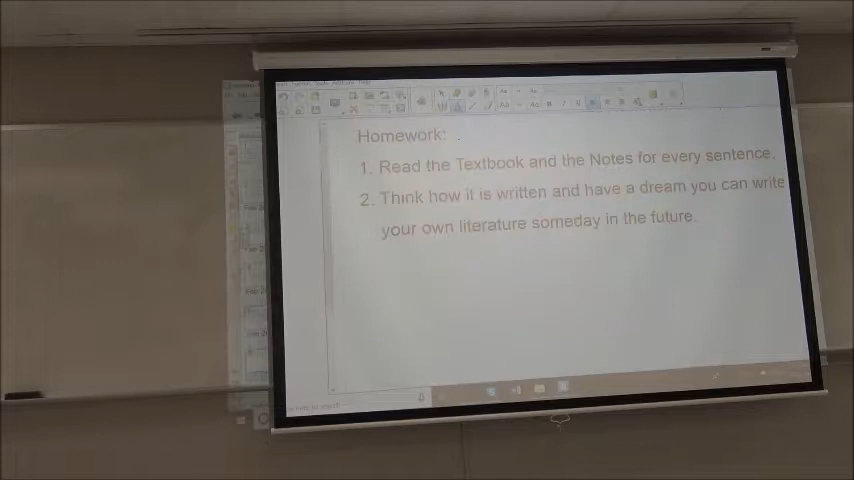 Homework:
1. Read the Textbook and the Notes for every sentence.
2. Think how it is written and have a dream you can write
your own literature someday in the future.